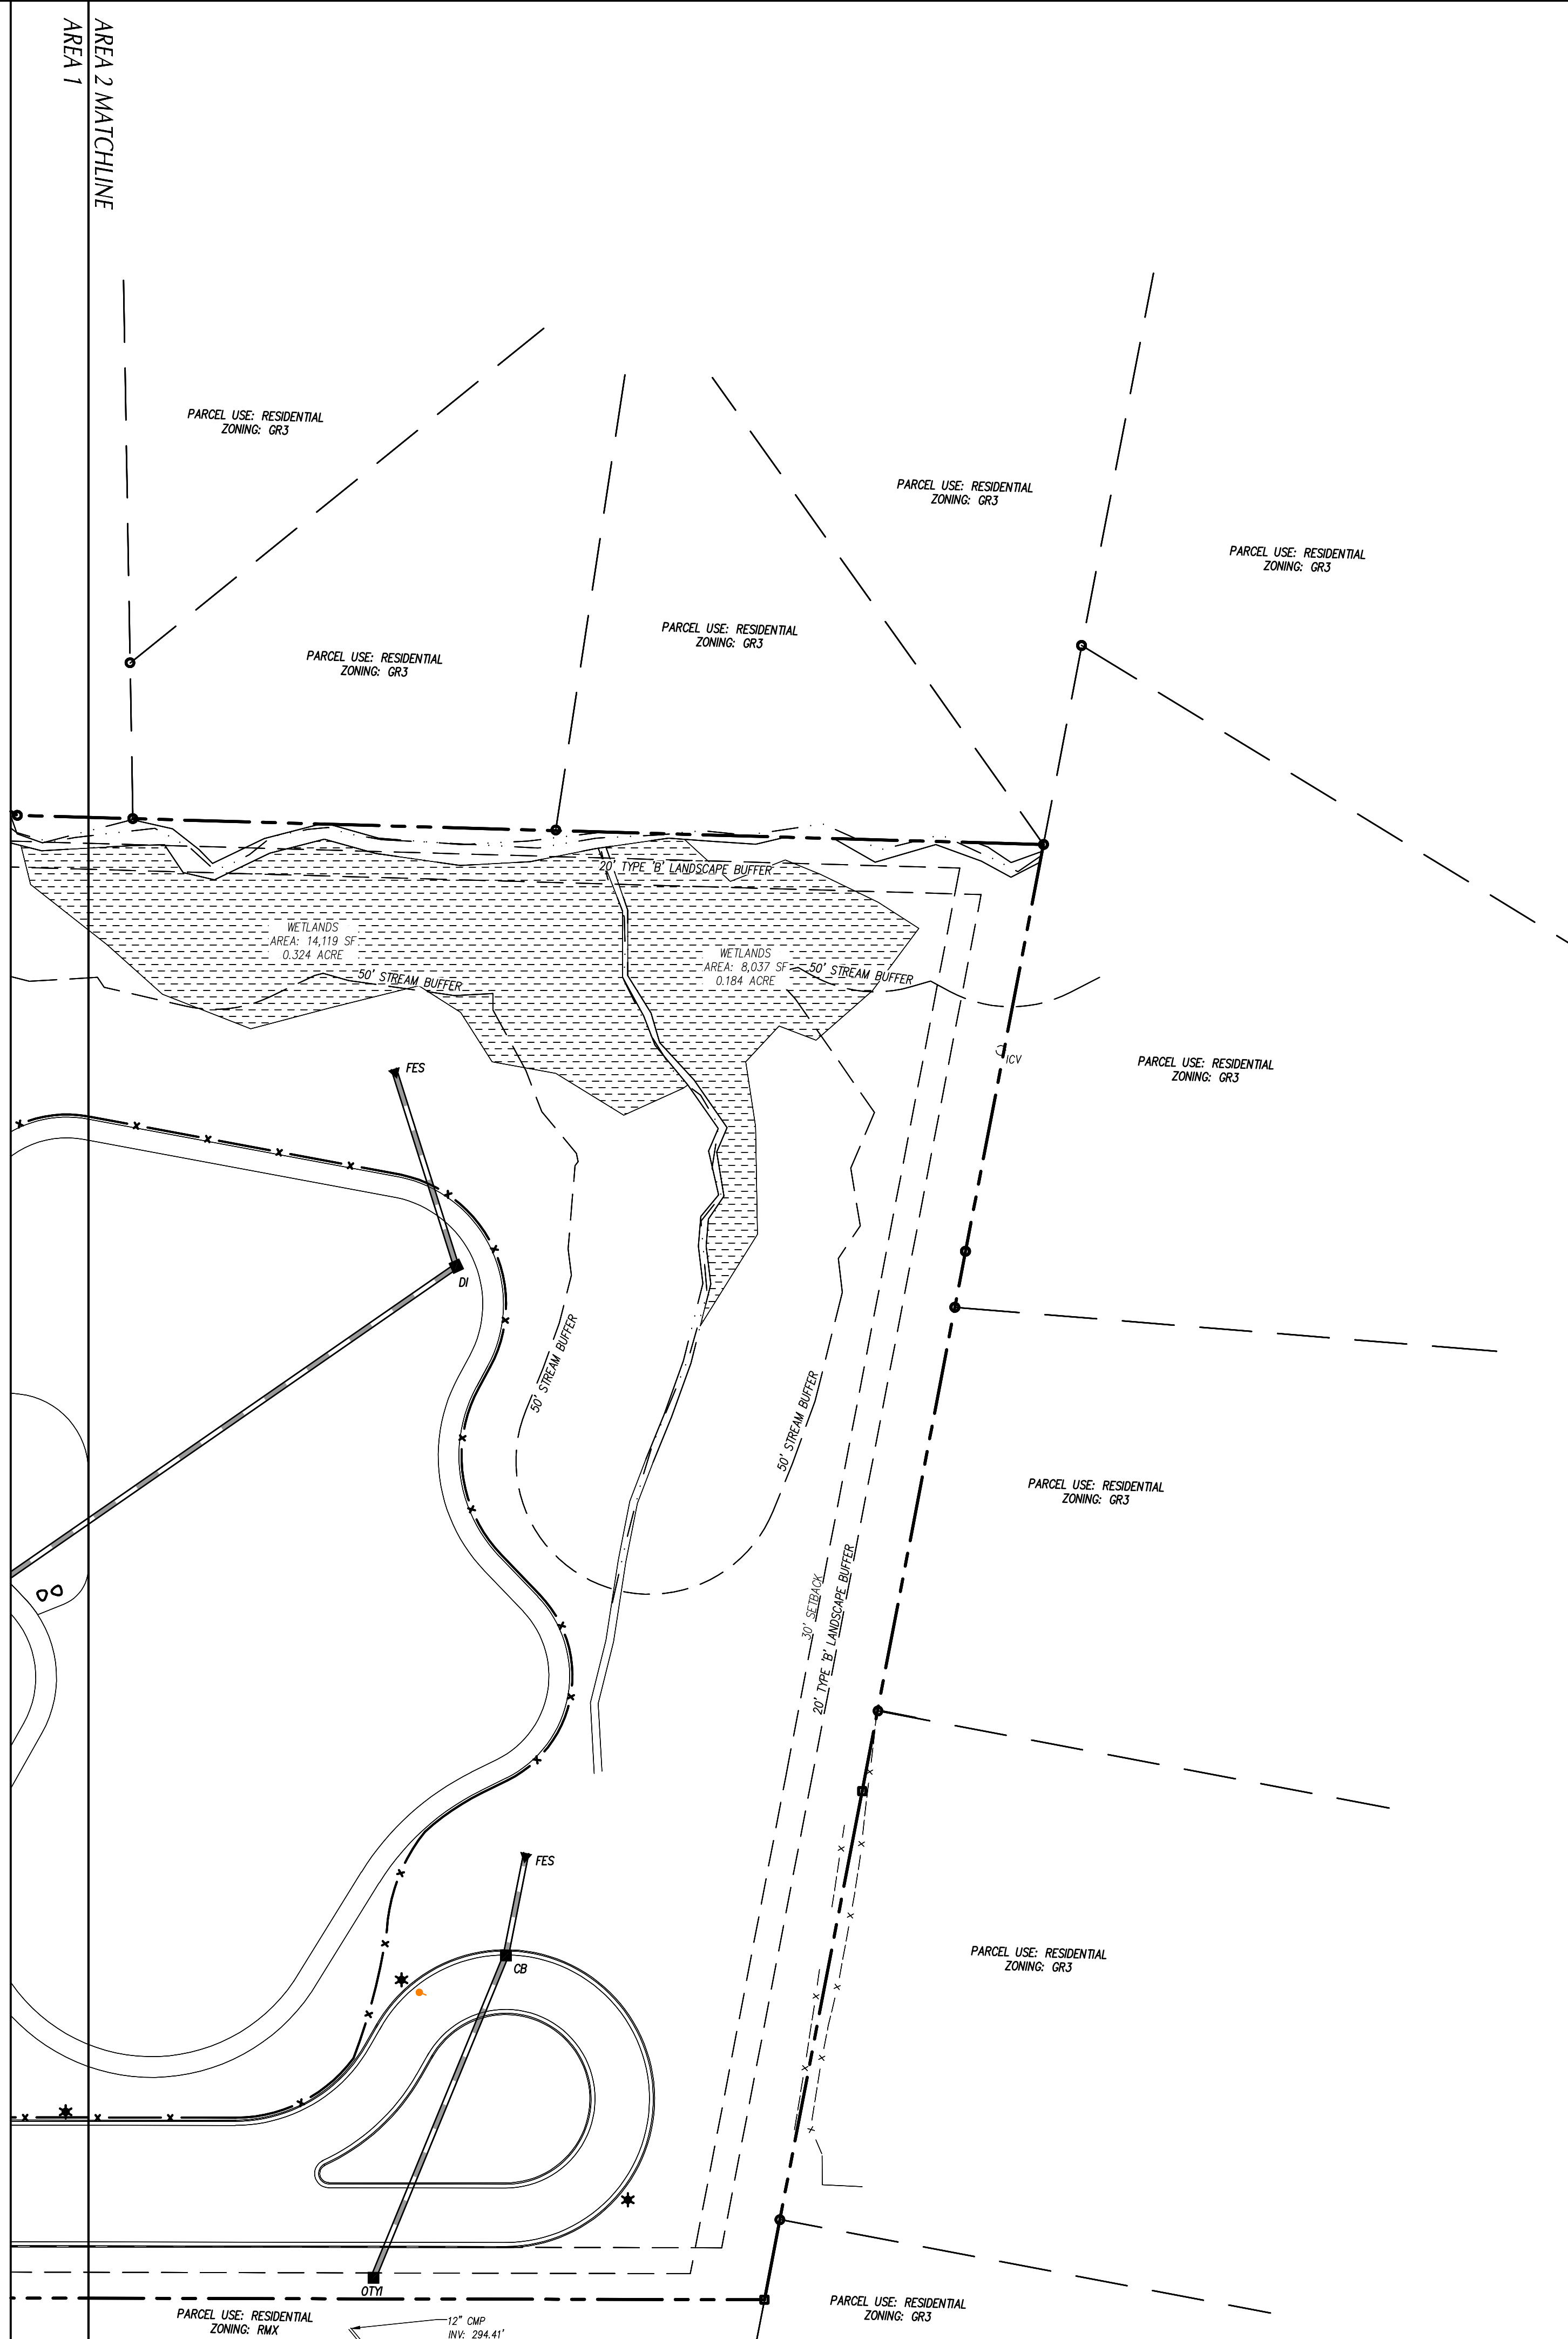 AREA 2 MATCHLINE
AREA 1
PARCEL USE: RESIDENTIAL
ZONING: GR3
PARCEL USE: RESIDENTIAL
ZONING: GR3
PARCEL USE: RESIDENTIAL
ZONING: GR3
PARCEL USE: RESIDENTIAL
ZONING: GR3
PARCEL USE: RESIDENTIAL
ZONING: GR3
20' TYPE 'B' LANDSCAPE BUFFER
WETLANDS
AREA: 14,119 SF
0.324 ACRE
WETLANDS
AREA: 8,037 SF
0.184 ACRE
50' STREAM BUFFER
50' STREAM BUFFER
ICV
PARCEL USE: RESIDENTIAL
ZONING: GR3
FES
DI
50' STREAM BUFFER
50' STREAM BUFFER
PARCEL USE: RESIDENTIAL
ZONING: GR3
30' SETBACK
20' TYPE 'B' LANDSCAPE BUFFER
FES
CB
PARCEL USE: RESIDENTIAL
ZONING: GR3
OTYI
PARCEL USE: RESIDENTIAL
ZONING: RMX
12" CMP
INV: 294.41'
PARCEL USE: RESIDENTIAL
ZONING: GR3